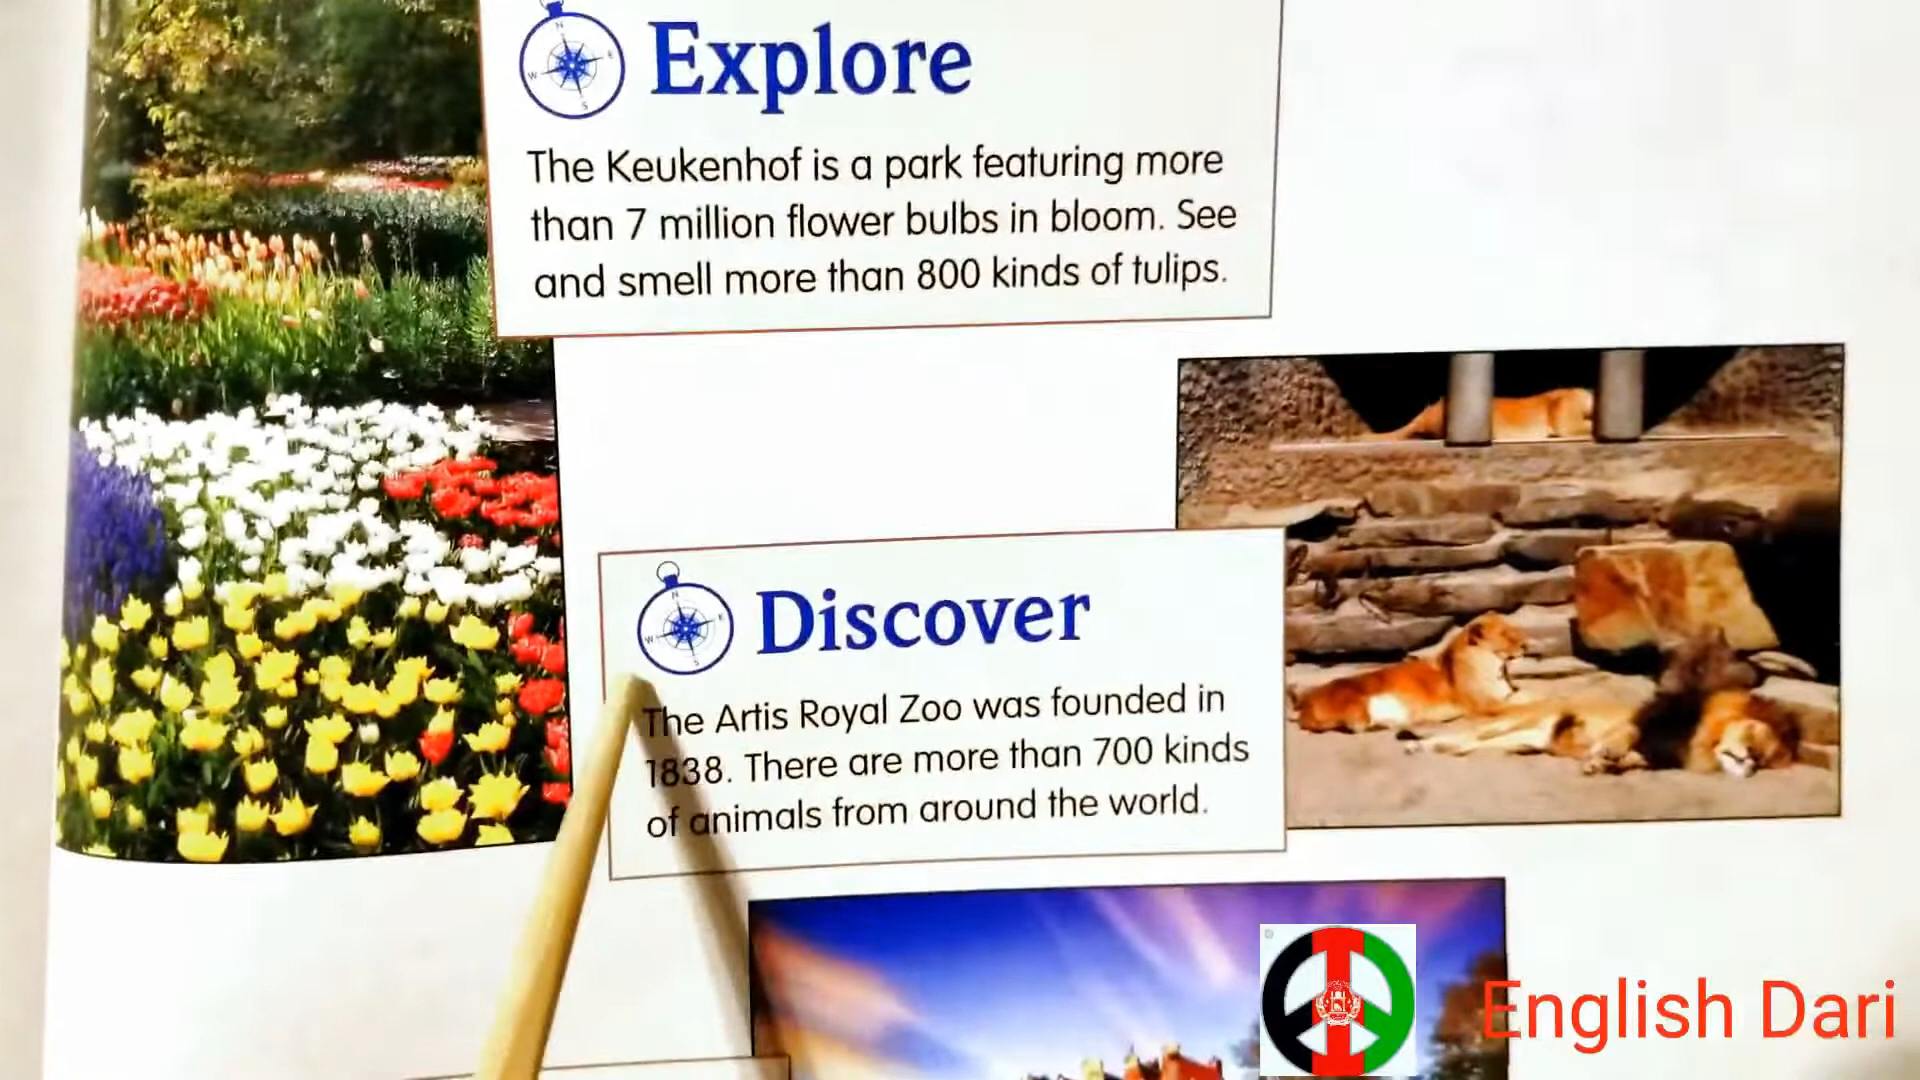 Explore
The Keukenhof is a park featuring more
than 7 million flower bulbs in bloom. See
and smell more than 800 kinds of tulips.
Discover
The Artis Royal Zoo was founded in
1838. There are more than 700 kinds
of animals from around the world.
English Dari